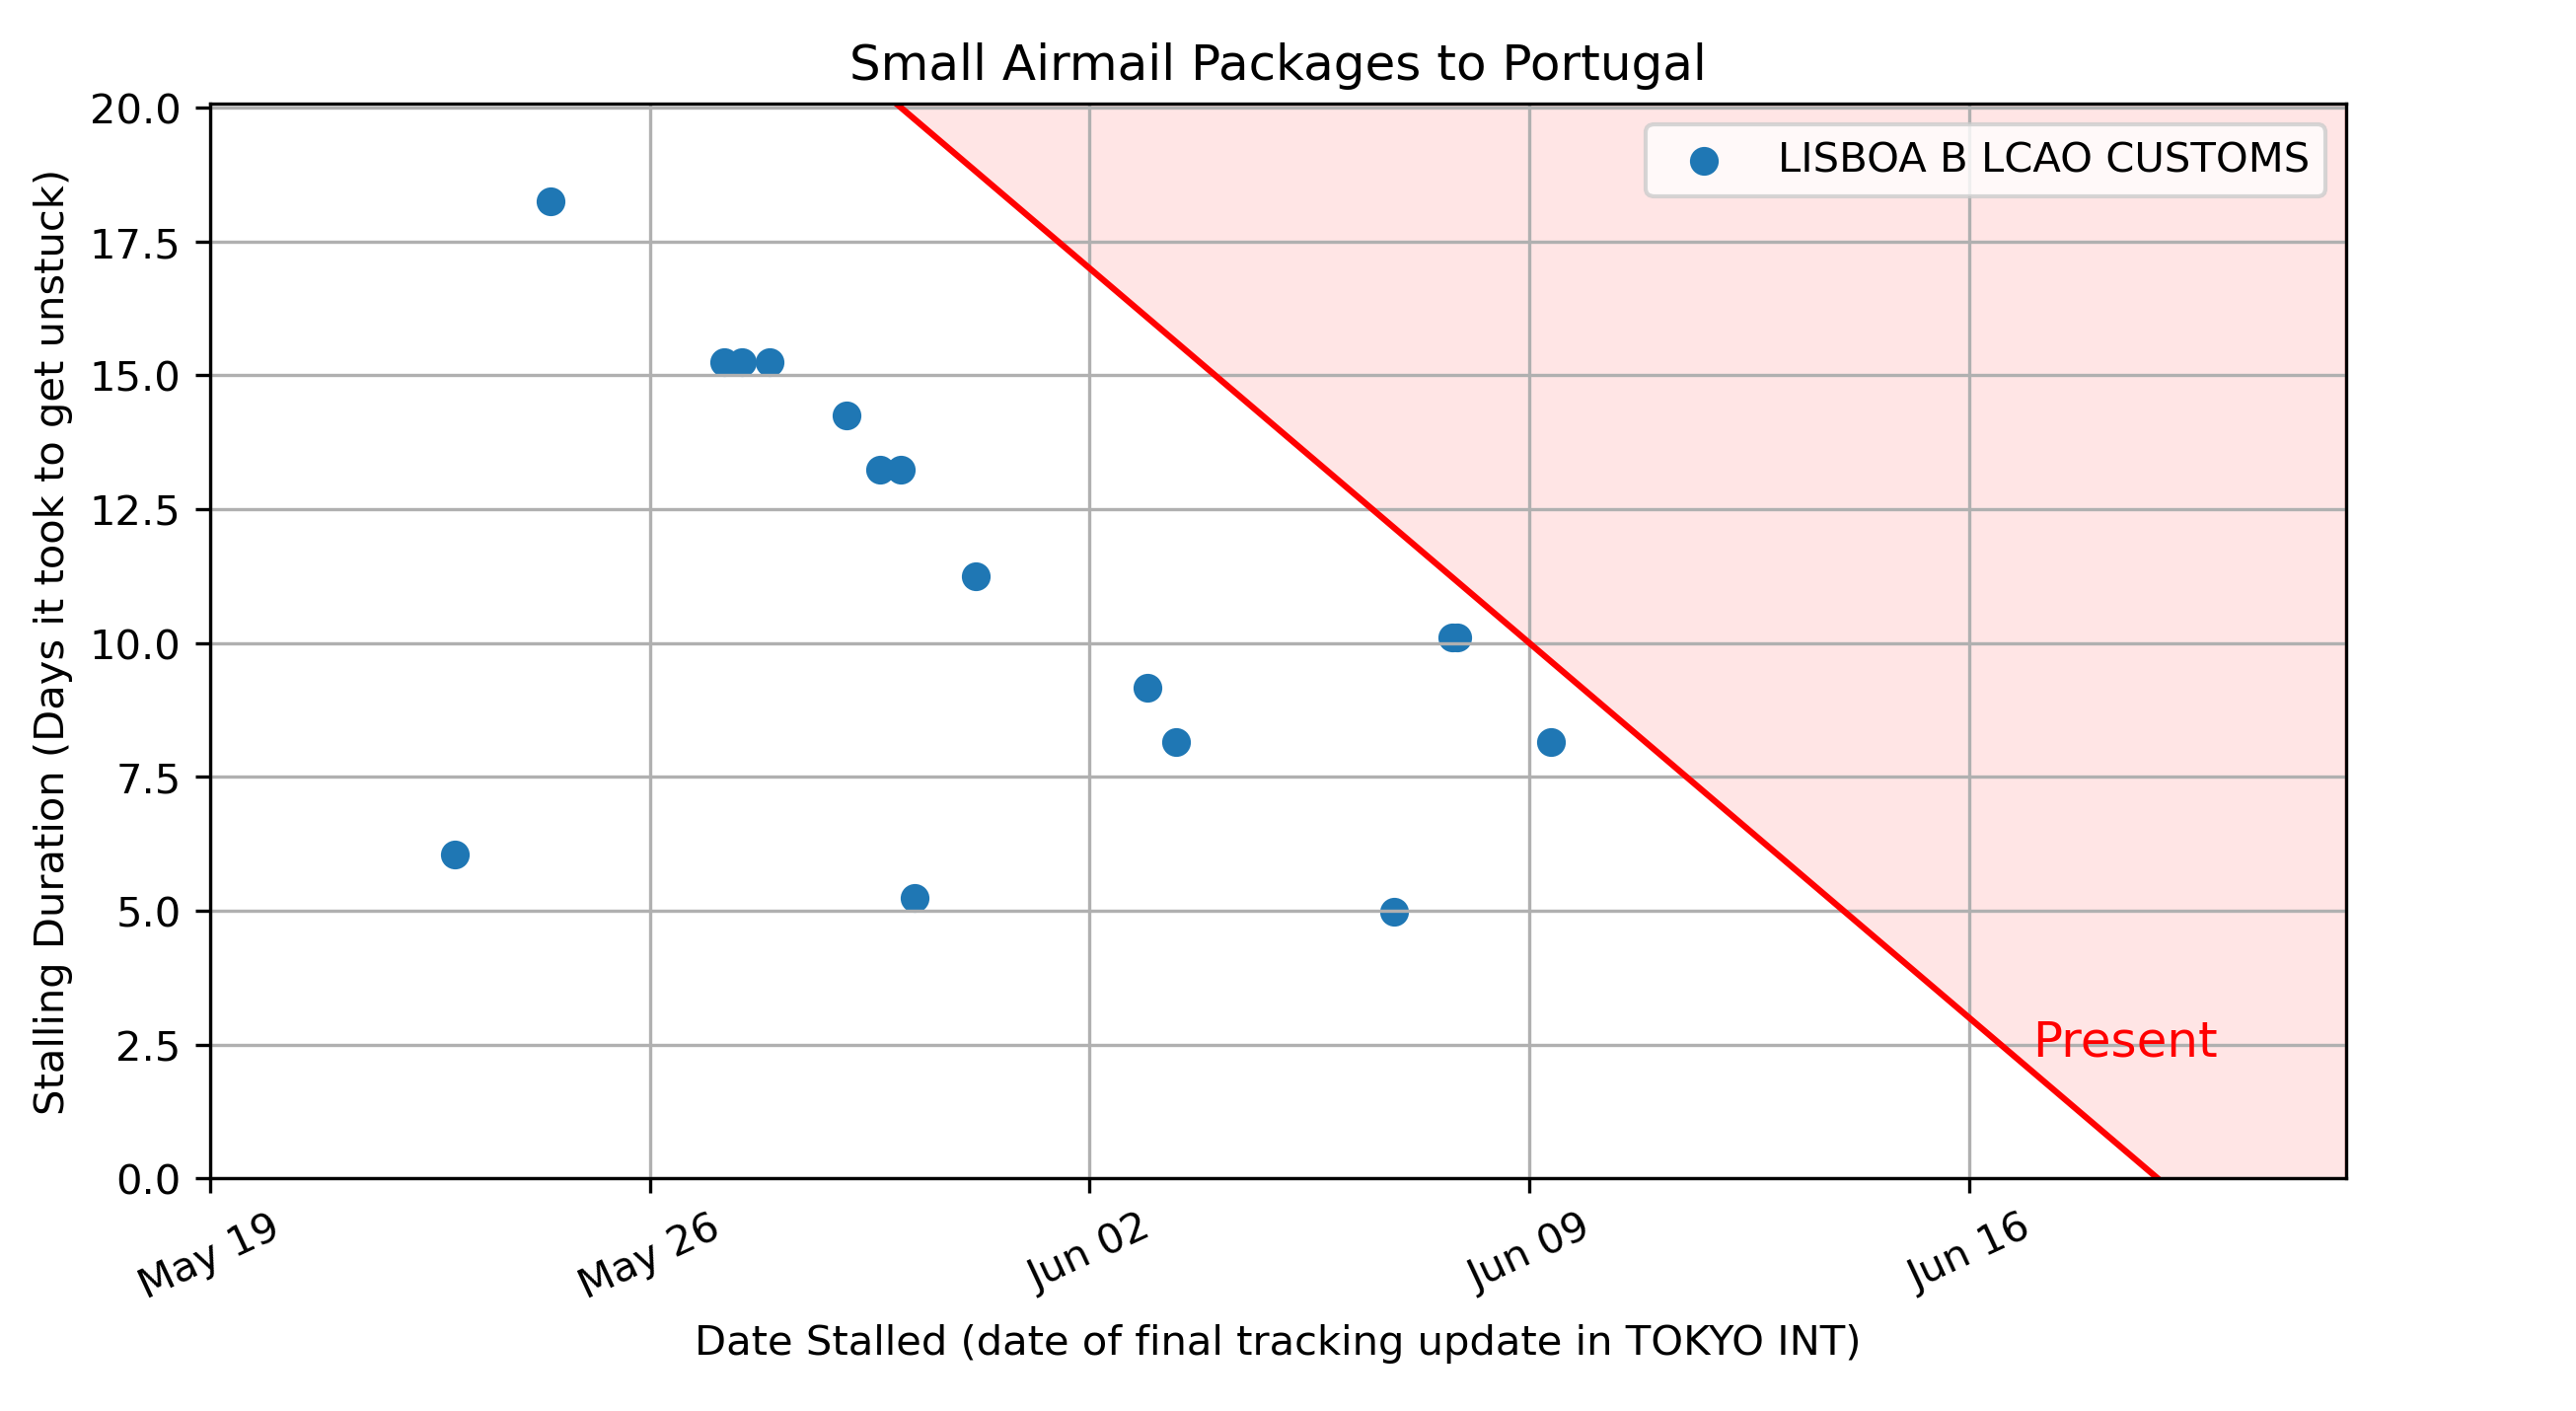 Small Airmail Packages to Portugal
LISBOA B LCAO CUSTOMS
Stalling Duration (Days it took to get unstuck)
20.0
17.5
15.0
12.5
10.0
7.5
5.0
2.5
0.0
Present
May 19
May 26
Jun 02
Jun 09
Jun 16
Date Stalled (date of final tracking update in TOKYO INT)